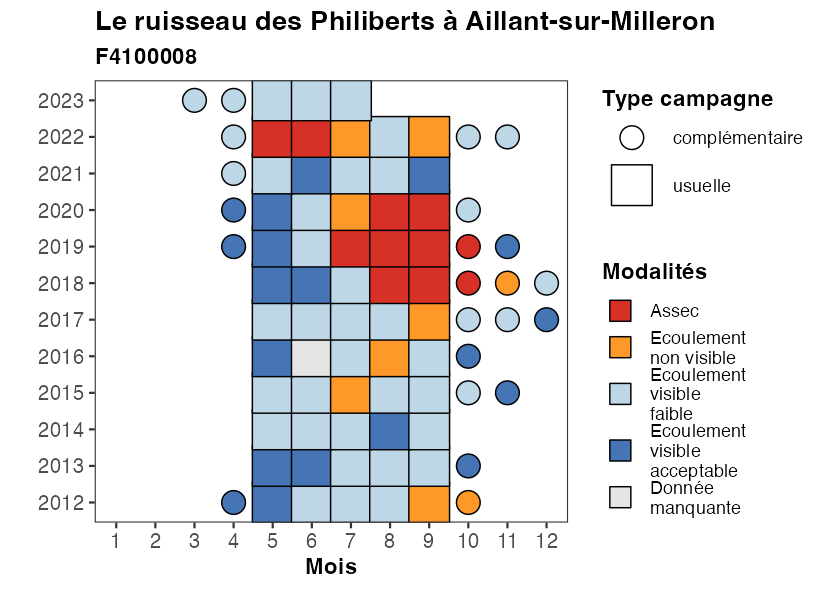 Le ruisseau des Philiberts à Aillant-sur-Milleron
F4100008
2023
2022
2021
2020
2019
2018
2017
2016
2015
2014
2013
2012
1 2 3 4 5 6 7 8 9 10 11 12
Mois
Type campagne
complémentaire
usuelle
Modalités
Assec
Ecoulement
non visible
Ecoulement
visible
faible
Ecoulement
visible
acceptable
Donnée
manquante